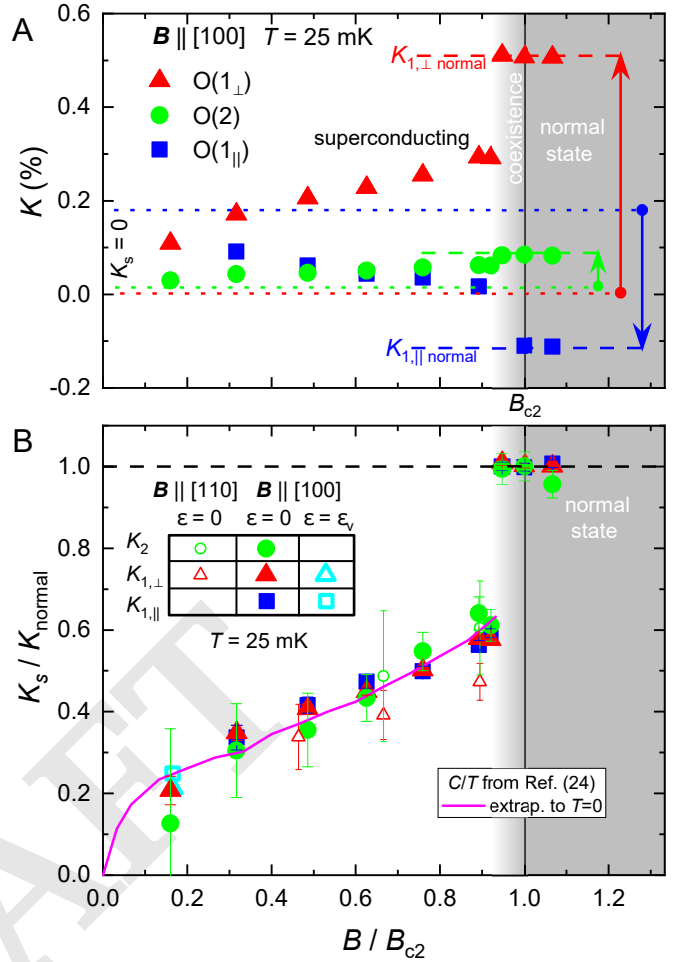 A
B || [100] T = 25 mK
O(1⊥)
O(2)
O(1||)
K1,⊥ normal
superconducting
coexistence
normal
state
Ks = 0
K1,|| normal
K (%)
0.6
0.4
0.2
0.0
-0.2
Bc2
B
B || [110] B || [100]
ε = 0 ε = 0 ε = εv
K2
K1,⊥
K1,||
T = 25 mK
normal
state
C/T from Ref. (24)
extrap. to T=0
Ks / Knormal
1.0
0.8
0.6
0.4
0.2
0.0
0.0 0.2 0.4 0.6 0.8 1.0 1.2
B / Bc2
AFT